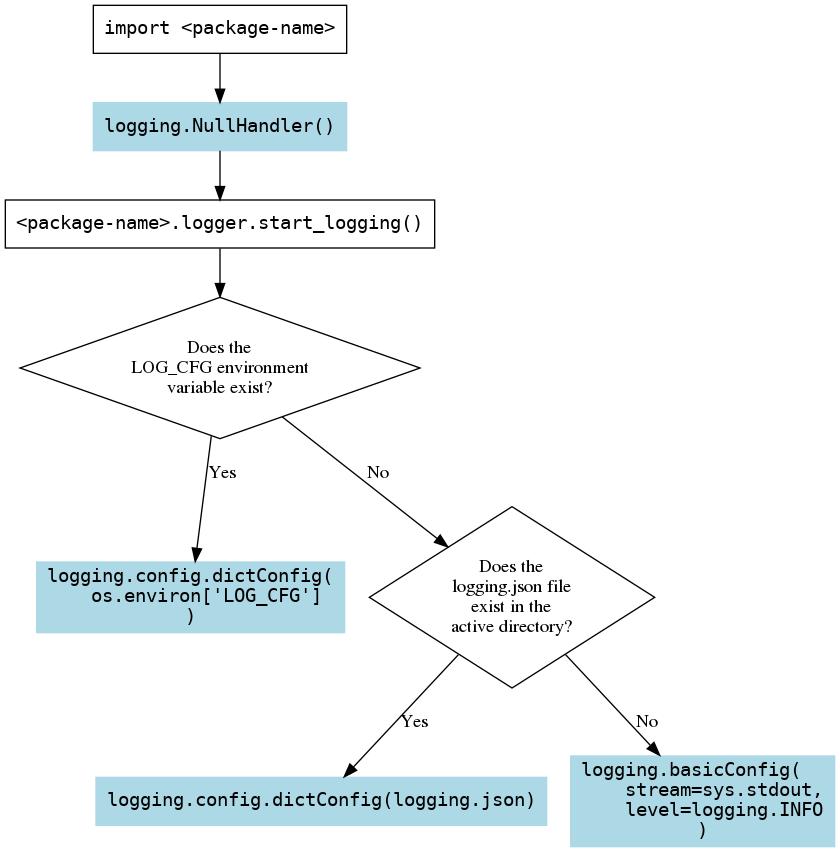 import <package-name>
logging.NullHandler()
<package-name>.logger.start_logging()
Does the
LOG_CFG environment
variable exist?
Yes
No
logging.config.dictConfig(
os.environ['LOG_CFG']
)
Does the
logging.json file
exist in the
active directory?
Yes
No
logging.config.dictConfig(logging.json)
logging.basicConfig(
stream=sys.stdout,
level=logging.INFO
)